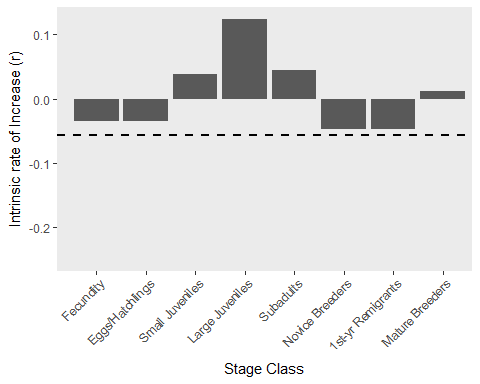 Intrinsic rate of Increase (r)
0.1
0.0
-0.1
-0.2
Fecundity
Eggs/Hatchlings
Small Juveniles
Large Juveniles
Subadults
Novice Breeders
1st-yr Remigrants
Mature Breeders
Stage Class